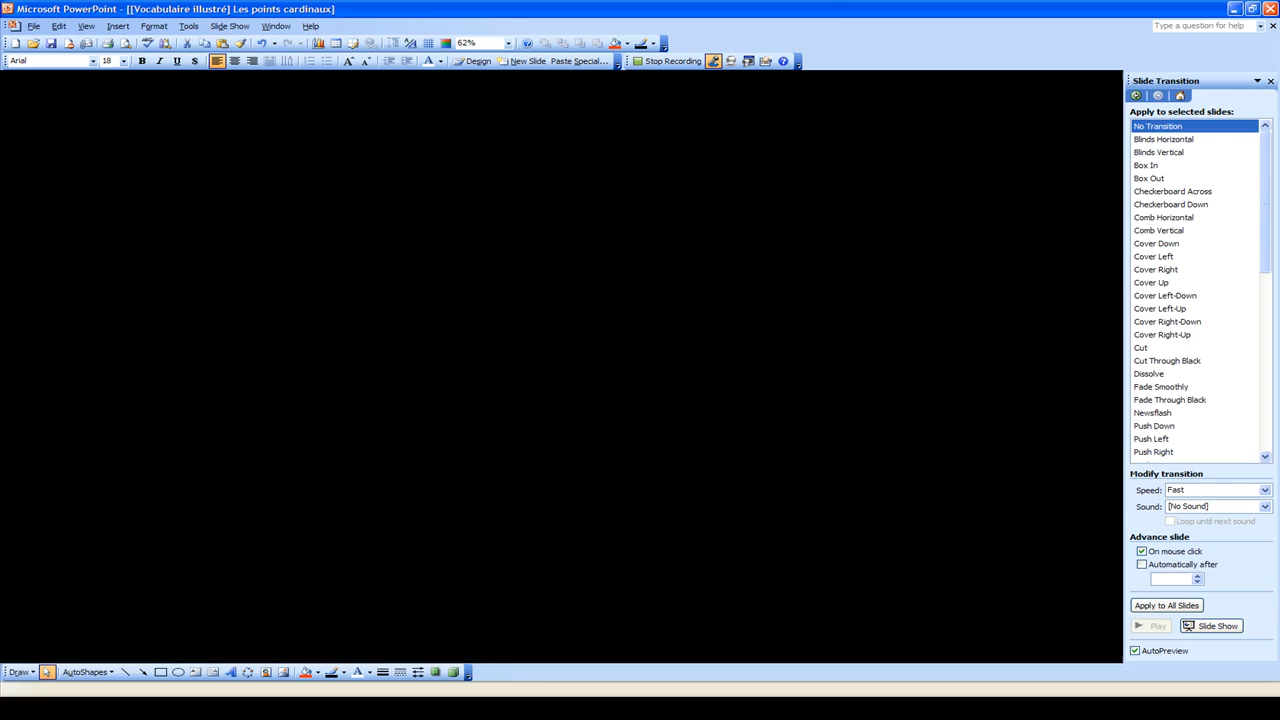 Microsoft PowerPoint - [[Vocabulaire illustré] Les points cardinaux]
File Edit View Insert Format Tools Slide Show Window Help
Type a question for help
62%
Arial 18 B I U S A Design New Slide Paste Special... Stop Recording
Slide Transition
Apply to selected slides:
No Transition
Blinds Horizontal
Blinds Vertical
Box In
Box Out
Checkerboard Across
Checkerboard Down
Comb Horizontal
Comb Vertical
Cover Down
Cover Left
Cover Right
Cover Up
Cover Left-Down
Cover Left-Up
Cover Right-Down
Cover Right-Up
Cut
Cut Through Black
Dissolve
Fade Smoothly
Fade Through Black
Newsflash
Push Down
Push Left
Push Right
Modify transition
Speed: Fast
Sound: [No Sound]
Loop until next sound
Advance slide
On mouse click
Automatically after
Apply to All Slides
Play Slide Show
AutoPreview
Draw AutoShapes